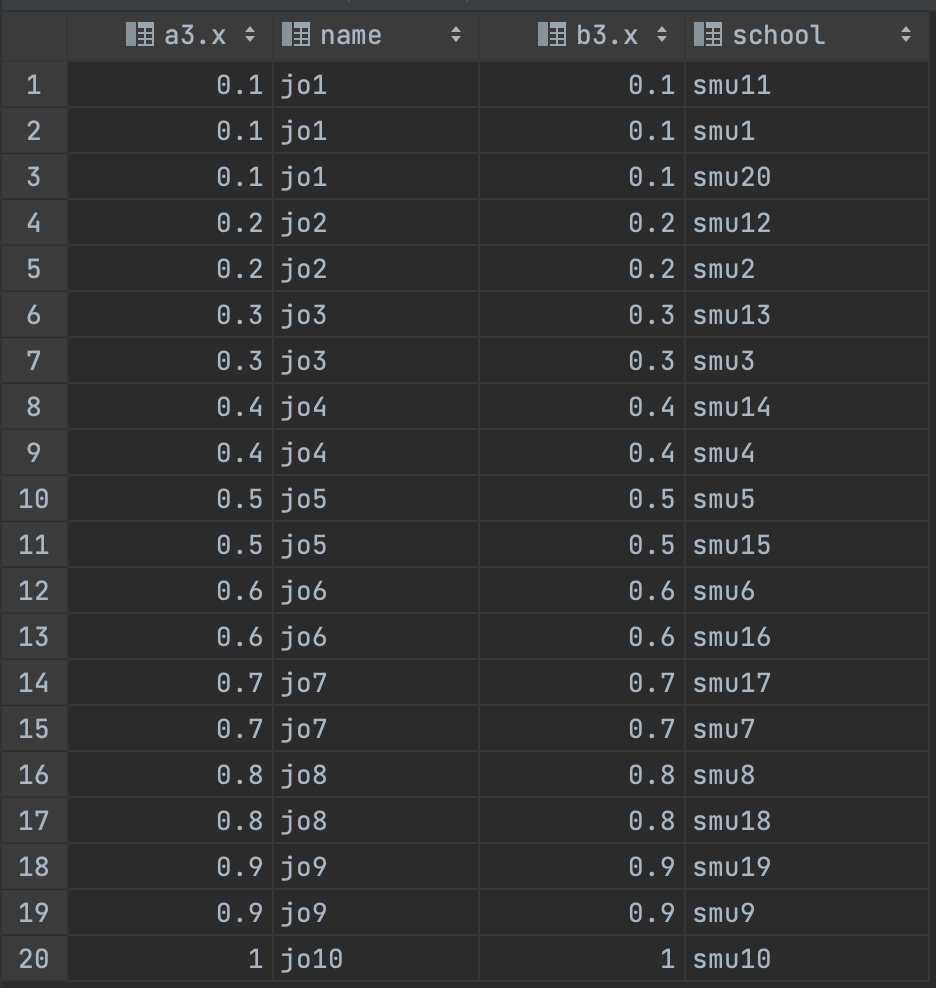 a3.x name b3.x school
1 0.1 jo1 0.1 smu11
2 0.1 jo1 0.1 smu1
3 0.1 jo1 0.1 smu20
4 0.2 jo2 0.2 smu12
5 0.2 jo2 0.2 smu2
6 0.3 jo3 0.3 smu13
7 0.3 jo3 0.3 smu3
8 0.4 jo4 0.4 smu14
9 0.4 jo4 0.4 smu4
10 0.5 jo5 0.5 smu5
11 0.5 jo5 0.5 smu15
12 0.6 jo6 0.6 smu6
13 0.6 jo6 0.6 smu16
14 0.7 jo7 0.7 smu17
15 0.7 jo7 0.7 smu7
16 0.8 jo8 0.8 smu8
17 0.8 jo8 0.8 smu18
18 0.9 jo9 0.9 smu19
19 0.9 jo9 0.9 smu9
20 1 jo10 1 smu10